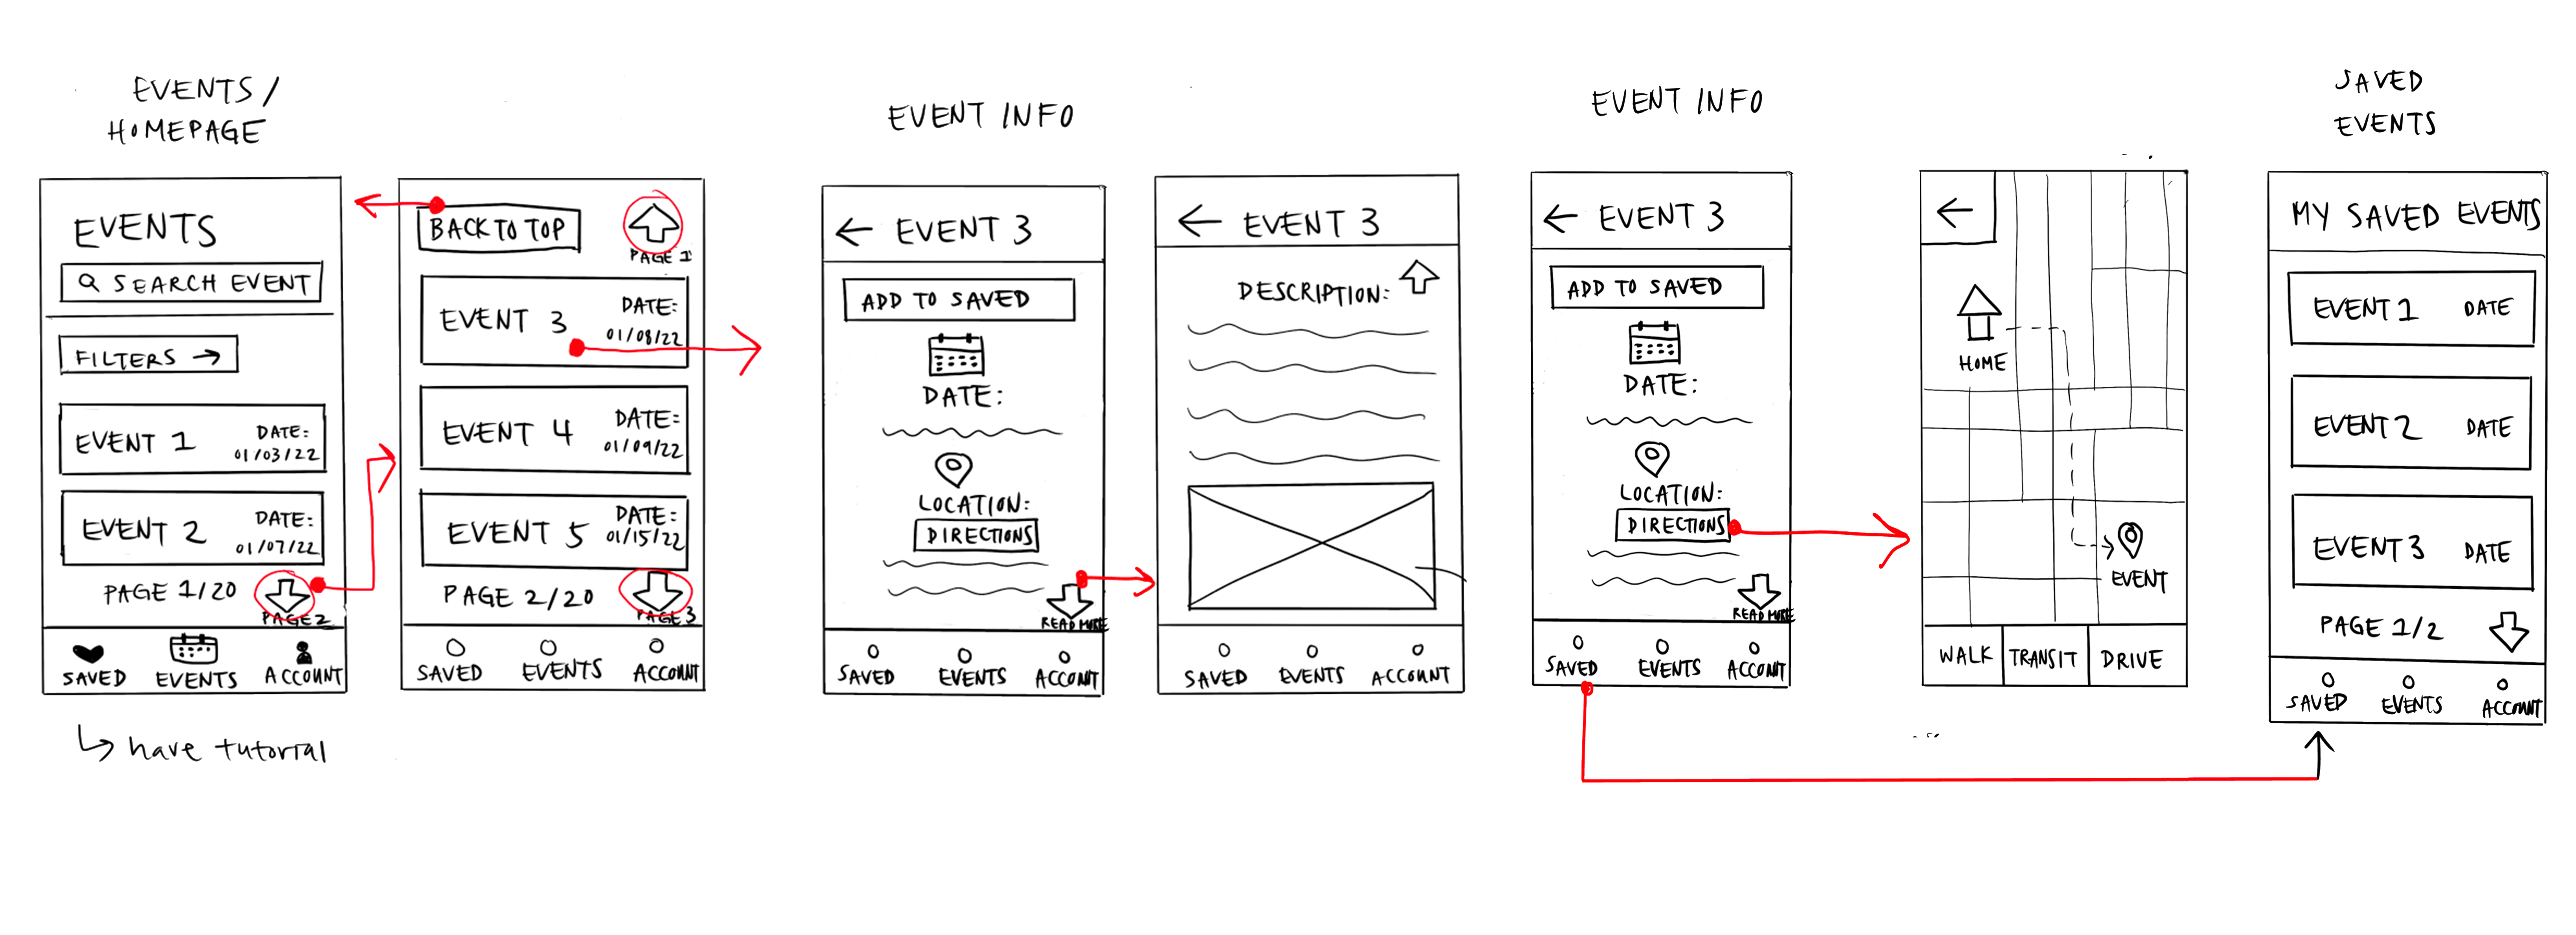 EVENTS /
HOMEPAGE
EVENTS
SEARCH EVENT
FILTERS →
EVENT 1
DATE:
01/03/22
EVENT 2
DATE:
01/07/22
PAGE 1/20
PAGE 2
SAVED
EVENTS
ACCOUNT
have tutorial
BACK TO TOP
PAGE 1
EVENT 3
DATE:
01/08/22
EVENT 4
DATE:
01/09/22
EVENT 5
DATE:
01/15/22
PAGE 2/20
PAGE 3
SAVED
EVENTS
ACCOUNT
EVENT INFO
← EVENT 3
ADD TO SAVED
DATE:
LOCATION:
DIRECTIONS
READ MORE
SAVED
EVENTS
ACCOUNT
← EVENT 3
DESCRIPTION:
SAVED
EVENTS
ACCOUNT
EVENT INFO
← EVENT 3
ADD TO SAVED
DATE:
LOCATION:
DIRECTIONS
READ MORE
SAVED
EVENTS
ACCOUNT
←
HOME
EVENT
WALK
TRANSIT
DRIVE
SAVED
EVENTS
MY SAVED EVENTS
EVENT 1 DATE
EVENT 2 DATE
EVENT 3 DATE
PAGE 1/2
SAVED
EVENTS
ACCOUNT